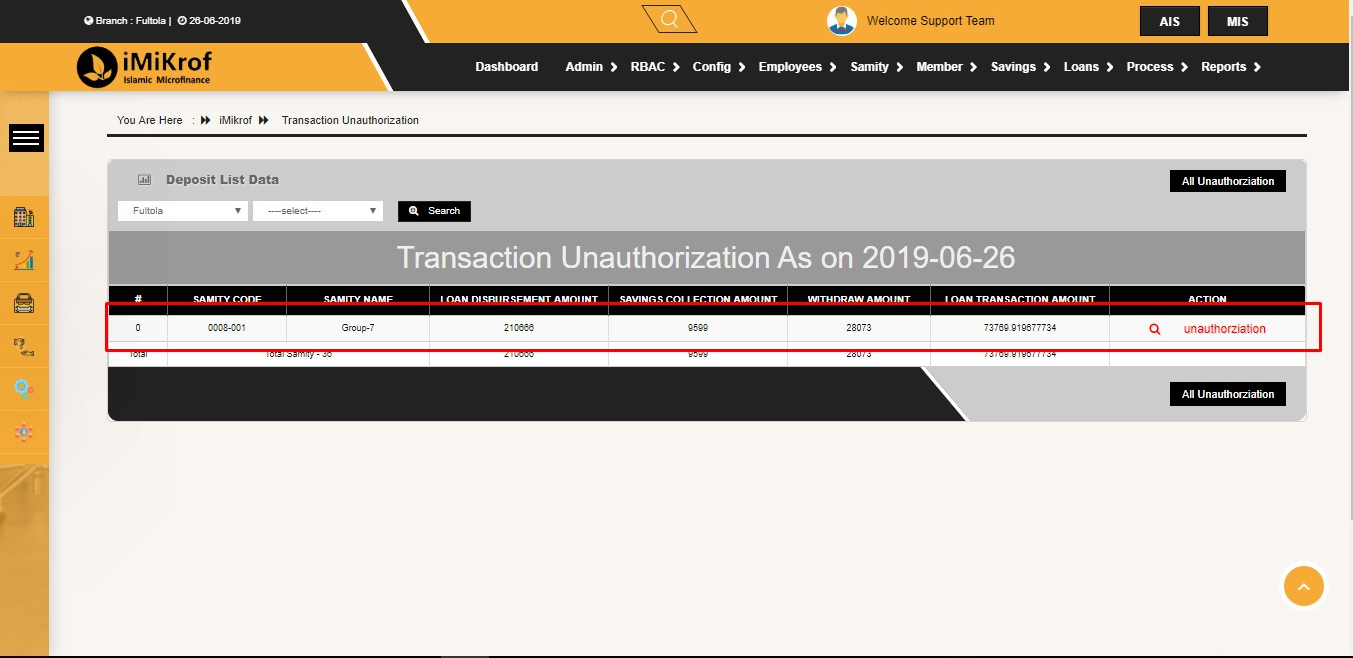 Branch : Fultola | 26-06-2019
Welcome Support Team
AIS
MIS
iMiKrof
Islamic Microfinance
Dashboard Admin RBAC Config Employees Samity Member Savings Loans Process Reports
You Are Here : iMikrof Transaction Unauthorization
Deposit List Data
All Unauthorziation
Fultola ----select---- Search
Transaction Unauthorization As on 2019-06-26
# SAMITY CODE SAMITY NAME LOAN DISBURSEMENT AMOUNT SAVINGS COLLECTION AMOUNT WITHDRAW AMOUNT LOAN TRANSACTION AMOUNT ACTION
0 0008-001 Group-7 210666 9599 28073 73769.919677734 unauthorziation
Total Total Samity - 36 210666 9599 28073 73769.919677734
All Unauthorziation